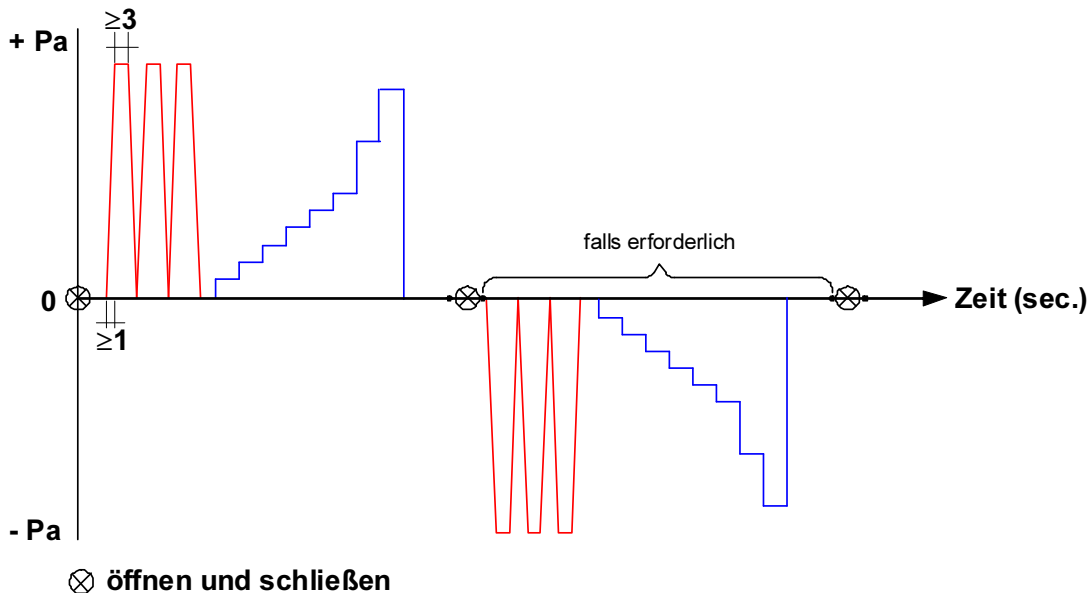 ≥3
+ Pa
falls erforderlich
0
Zeit (sec.)
≥1
- Pa
öffnen und schließen